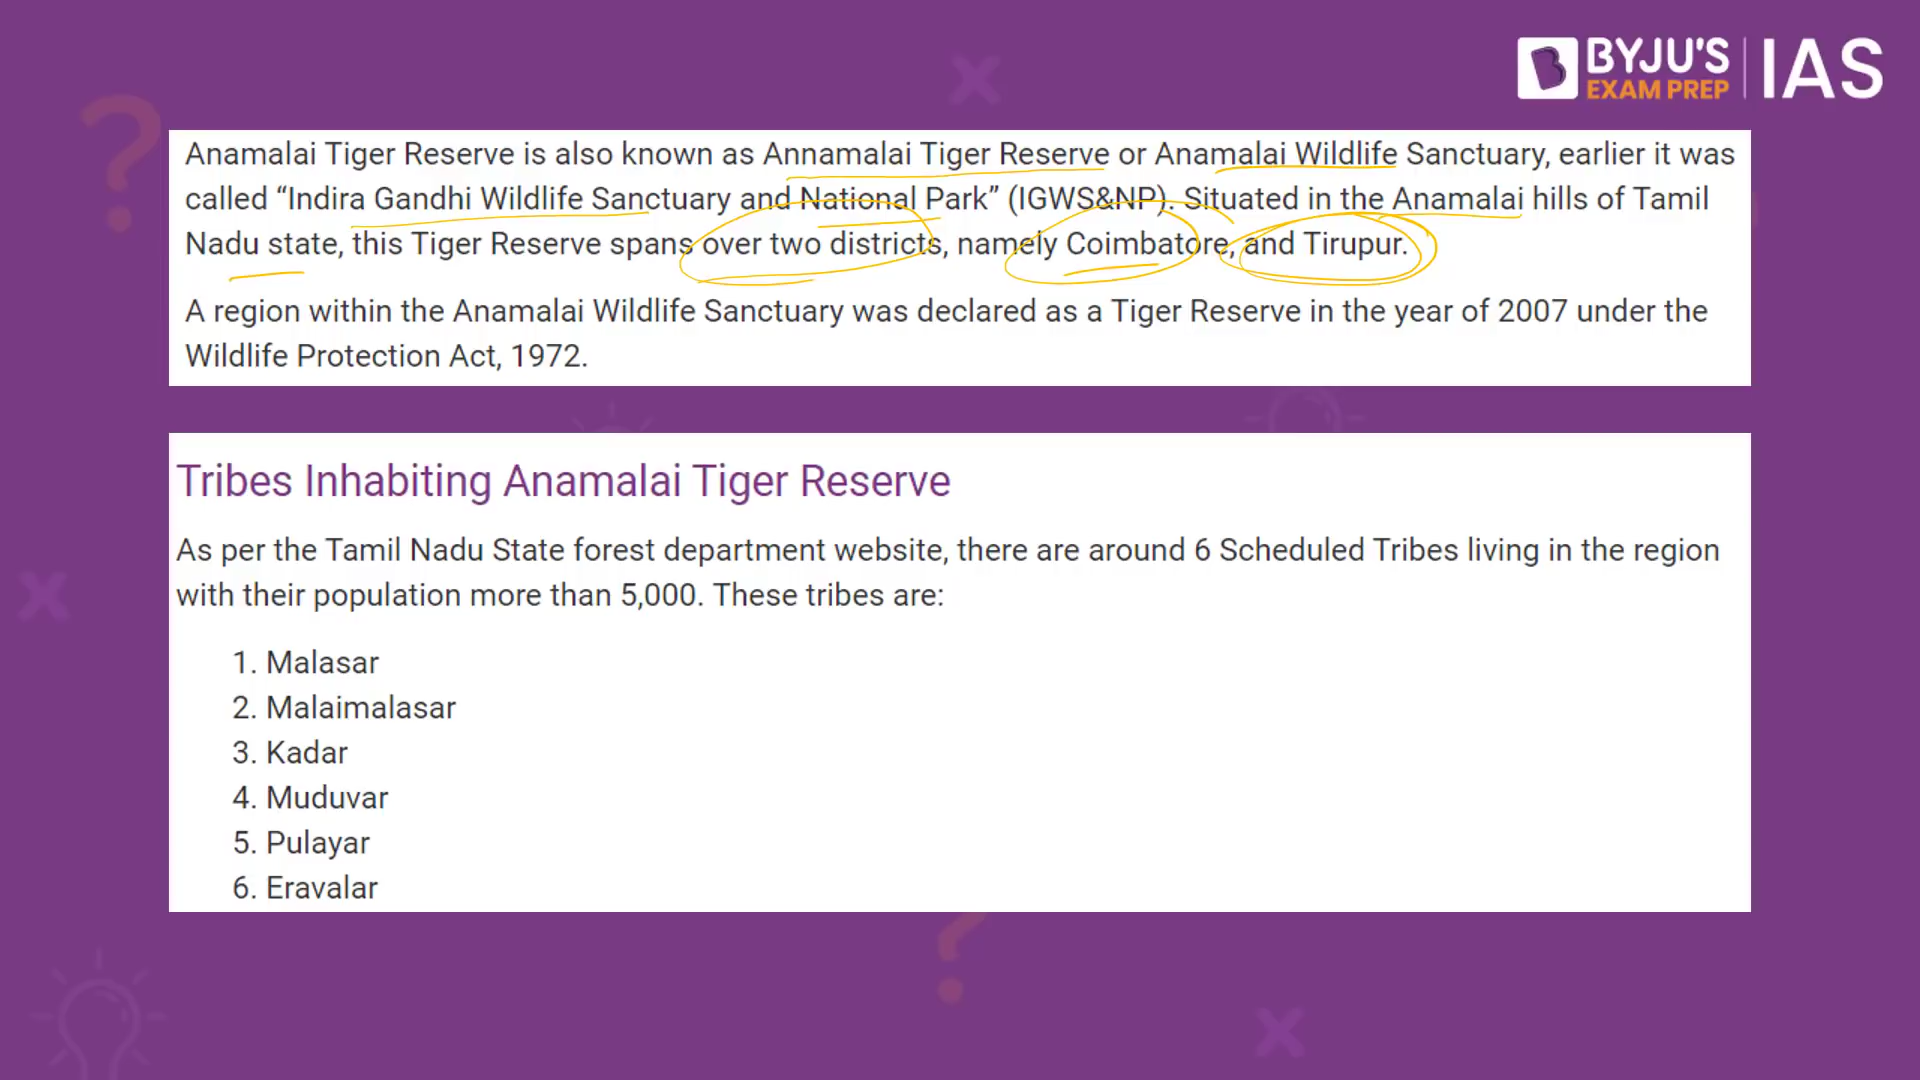 BYJU'S
EXAM PREP
IAS
Anamalai Tiger Reserve is also known as Annamalai Tiger Reserve or Anamalai Wildlife Sanctuary, earlier it was
called “Indira Gandhi Wildlife Sanctuary and National Park” (IGWS&NP). Situated in the Anamalai hills of Tamil
Nadu state, this Tiger Reserve spans over two districts, namely Coimbatore, and Tirupur.
A region within the Anamalai Wildlife Sanctuary was declared as a Tiger Reserve in the year of 2007 under the
Wildlife Protection Act, 1972.
Tribes Inhabiting Anamalai Tiger Reserve
As per the Tamil Nadu State forest department website, there are around 6 Scheduled Tribes living in the region
with their population more than 5,000. These tribes are:
1. Malasar
2. Malaimalasar
3. Kadar
4. Muduvar
5. Pulayar
6. Eravalar